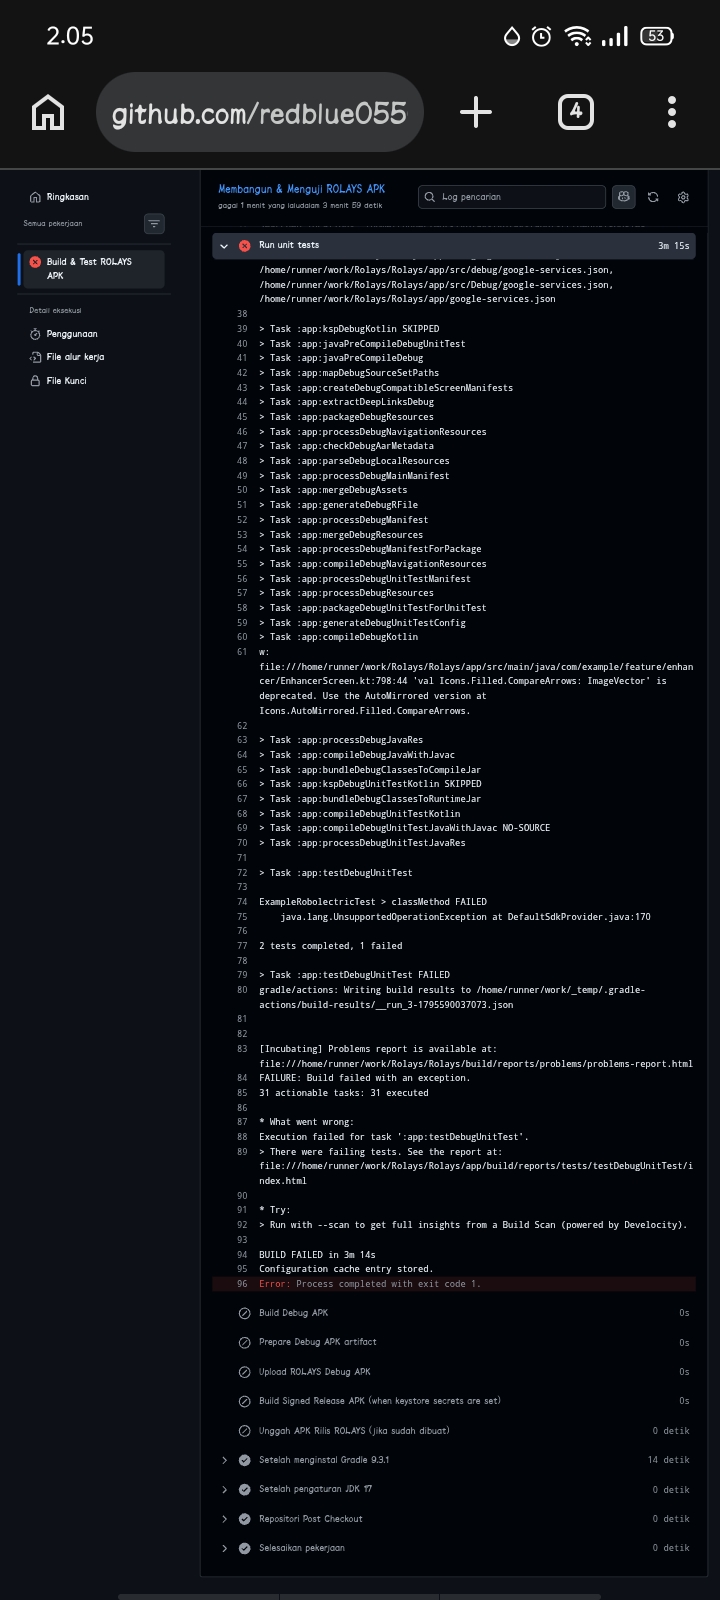 2.05
53
github.com/redblue055
4
Ringkasan
Semua pekerjaan
Build & Test ROLAYS
APK
Detail eksekusi
Penggunaan
File alur kerja
File Kunci
Membangun & Menguji ROLAYS APK
gagal 1 menit yang laludalam 3 menit 59 detik
Log pencarian
Run unit tests 3m 15s
/home/runner/work/Rolays/Rolays/app/src/debug/google-services.json,
/home/runner/work/Rolays/Rolays/app/src/Debug/google-services.json,
/home/runner/work/Rolays/Rolays/app/google-services.json
38
39 > Task :app:kspDebugKotlin SKIPPED
40 > Task :app:javaPreCompileDebugUnitTest
41 > Task :app:javaPreCompileDebug
42 > Task :app:mapDebugSourceSetPaths
43 > Task :app:createDebugCompatibleScreenManifests
44 > Task :app:extractDeepLinksDebug
45 > Task :app:packageDebugResources
46 > Task :app:processDebugNavigationResources
47 > Task :app:checkDebugAarMetadata
48 > Task :app:parseDebugLocalResources
49 > Task :app:processDebugMainManifest
50 > Task :app:mergeDebugAssets
51 > Task :app:generateDebugRFile
52 > Task :app:processDebugManifest
53 > Task :app:mergeDebugResources
54 > Task :app:processDebugManifestForPackage
55 > Task :app:compileDebugNavigationResources
56 > Task :app:processDebugUnitTestManifest
57 > Task :app:processDebugResources
58 > Task :app:packageDebugUnitTestForUnitTest
59 > Task :app:generateDebugUnitTestConfig
60 > Task :app:compileDebugKotlin
61 w:
file:///home/runner/work/Rolays/Rolays/app/src/main/java/com/example/feature/enhan
cer/EnhancerScreen.kt:798:44 'val Icons.Filled.CompareArrows: ImageVector' is
deprecated. Use the AutoMirrored version at
Icons.AutoMirrored.Filled.CompareArrows.
62
63 > Task :app:processDebugJavaRes
64 > Task :app:compileDebugJavaWithJavac
65 > Task :app:bundleDebugClassesToCompileJar
66 > Task :app:kspDebugUnitTestKotlin SKIPPED
67 > Task :app:bundleDebugClassesToRuntimeJar
68 > Task :app:compileDebugUnitTestKotlin
69 > Task :app:compileDebugUnitTestJavaWithJavac NO-SOURCE
70 > Task :app:processDebugUnitTestJavaRes
71
72 > Task :app:testDebugUnitTest
73
74 ExampleRobolectricTest > classMethod FAILED
75 java.lang.UnsupportedOperationException at DefaultSdkProvider.java:170
76
77 2 tests completed, 1 failed
78
79 > Task :app:testDebugUnitTest FAILED
80 gradle/actions: Writing build results to /home/runner/work/_temp/.gradle-
actions/build-results/__run_3-1795590037073.json
81
82
83 [Incubating] Problems report is available at:
file:///home/runner/work/Rolays/Rolays/build/reports/problems/problems-report.html
84 FAILURE: Build failed with an exception.
85 31 actionable tasks: 31 executed
86
87 * What went wrong:
88 Execution failed for task ':app:testDebugUnitTest'.
89 > There were failing tests. See the report at:
file:///home/runner/work/Rolays/Rolays/app/build/reports/tests/testDebugUnitTest/i
ndex.html
90
91 * Try:
92 > Run with --scan to get full insights from a Build Scan (powered by Develocity).
93
94 BUILD FAILED in 3m 14s
95 Configuration cache entry stored.
96 Error: Process completed with exit code 1.
Build Debug APK 0s
Prepare Debug APK artifact 0s
Upload ROLAYS Debug APK 0s
Build Signed Release APK (when keystore secrets are set) 0s
Unggah APK Rilis ROLAYS (jika sudah dibuat) 0 detik
Setelah menginstal Gradle 9.3.1 14 detik
Setelah pengaturan JDK 17 0 detik
Repositori Post Checkout 0 detik
Selesaikan pekerjaan 0 detik